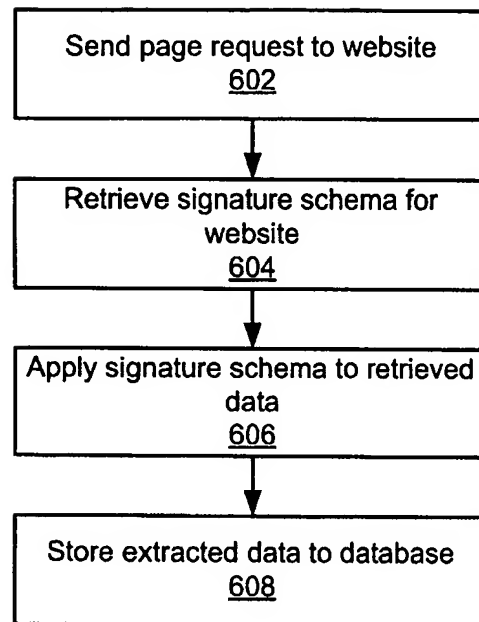 Send page request to website
602
Retrieve signature schema for
website
604
Apply signature schema to retrieved
data
606
Store extracted data to database
608